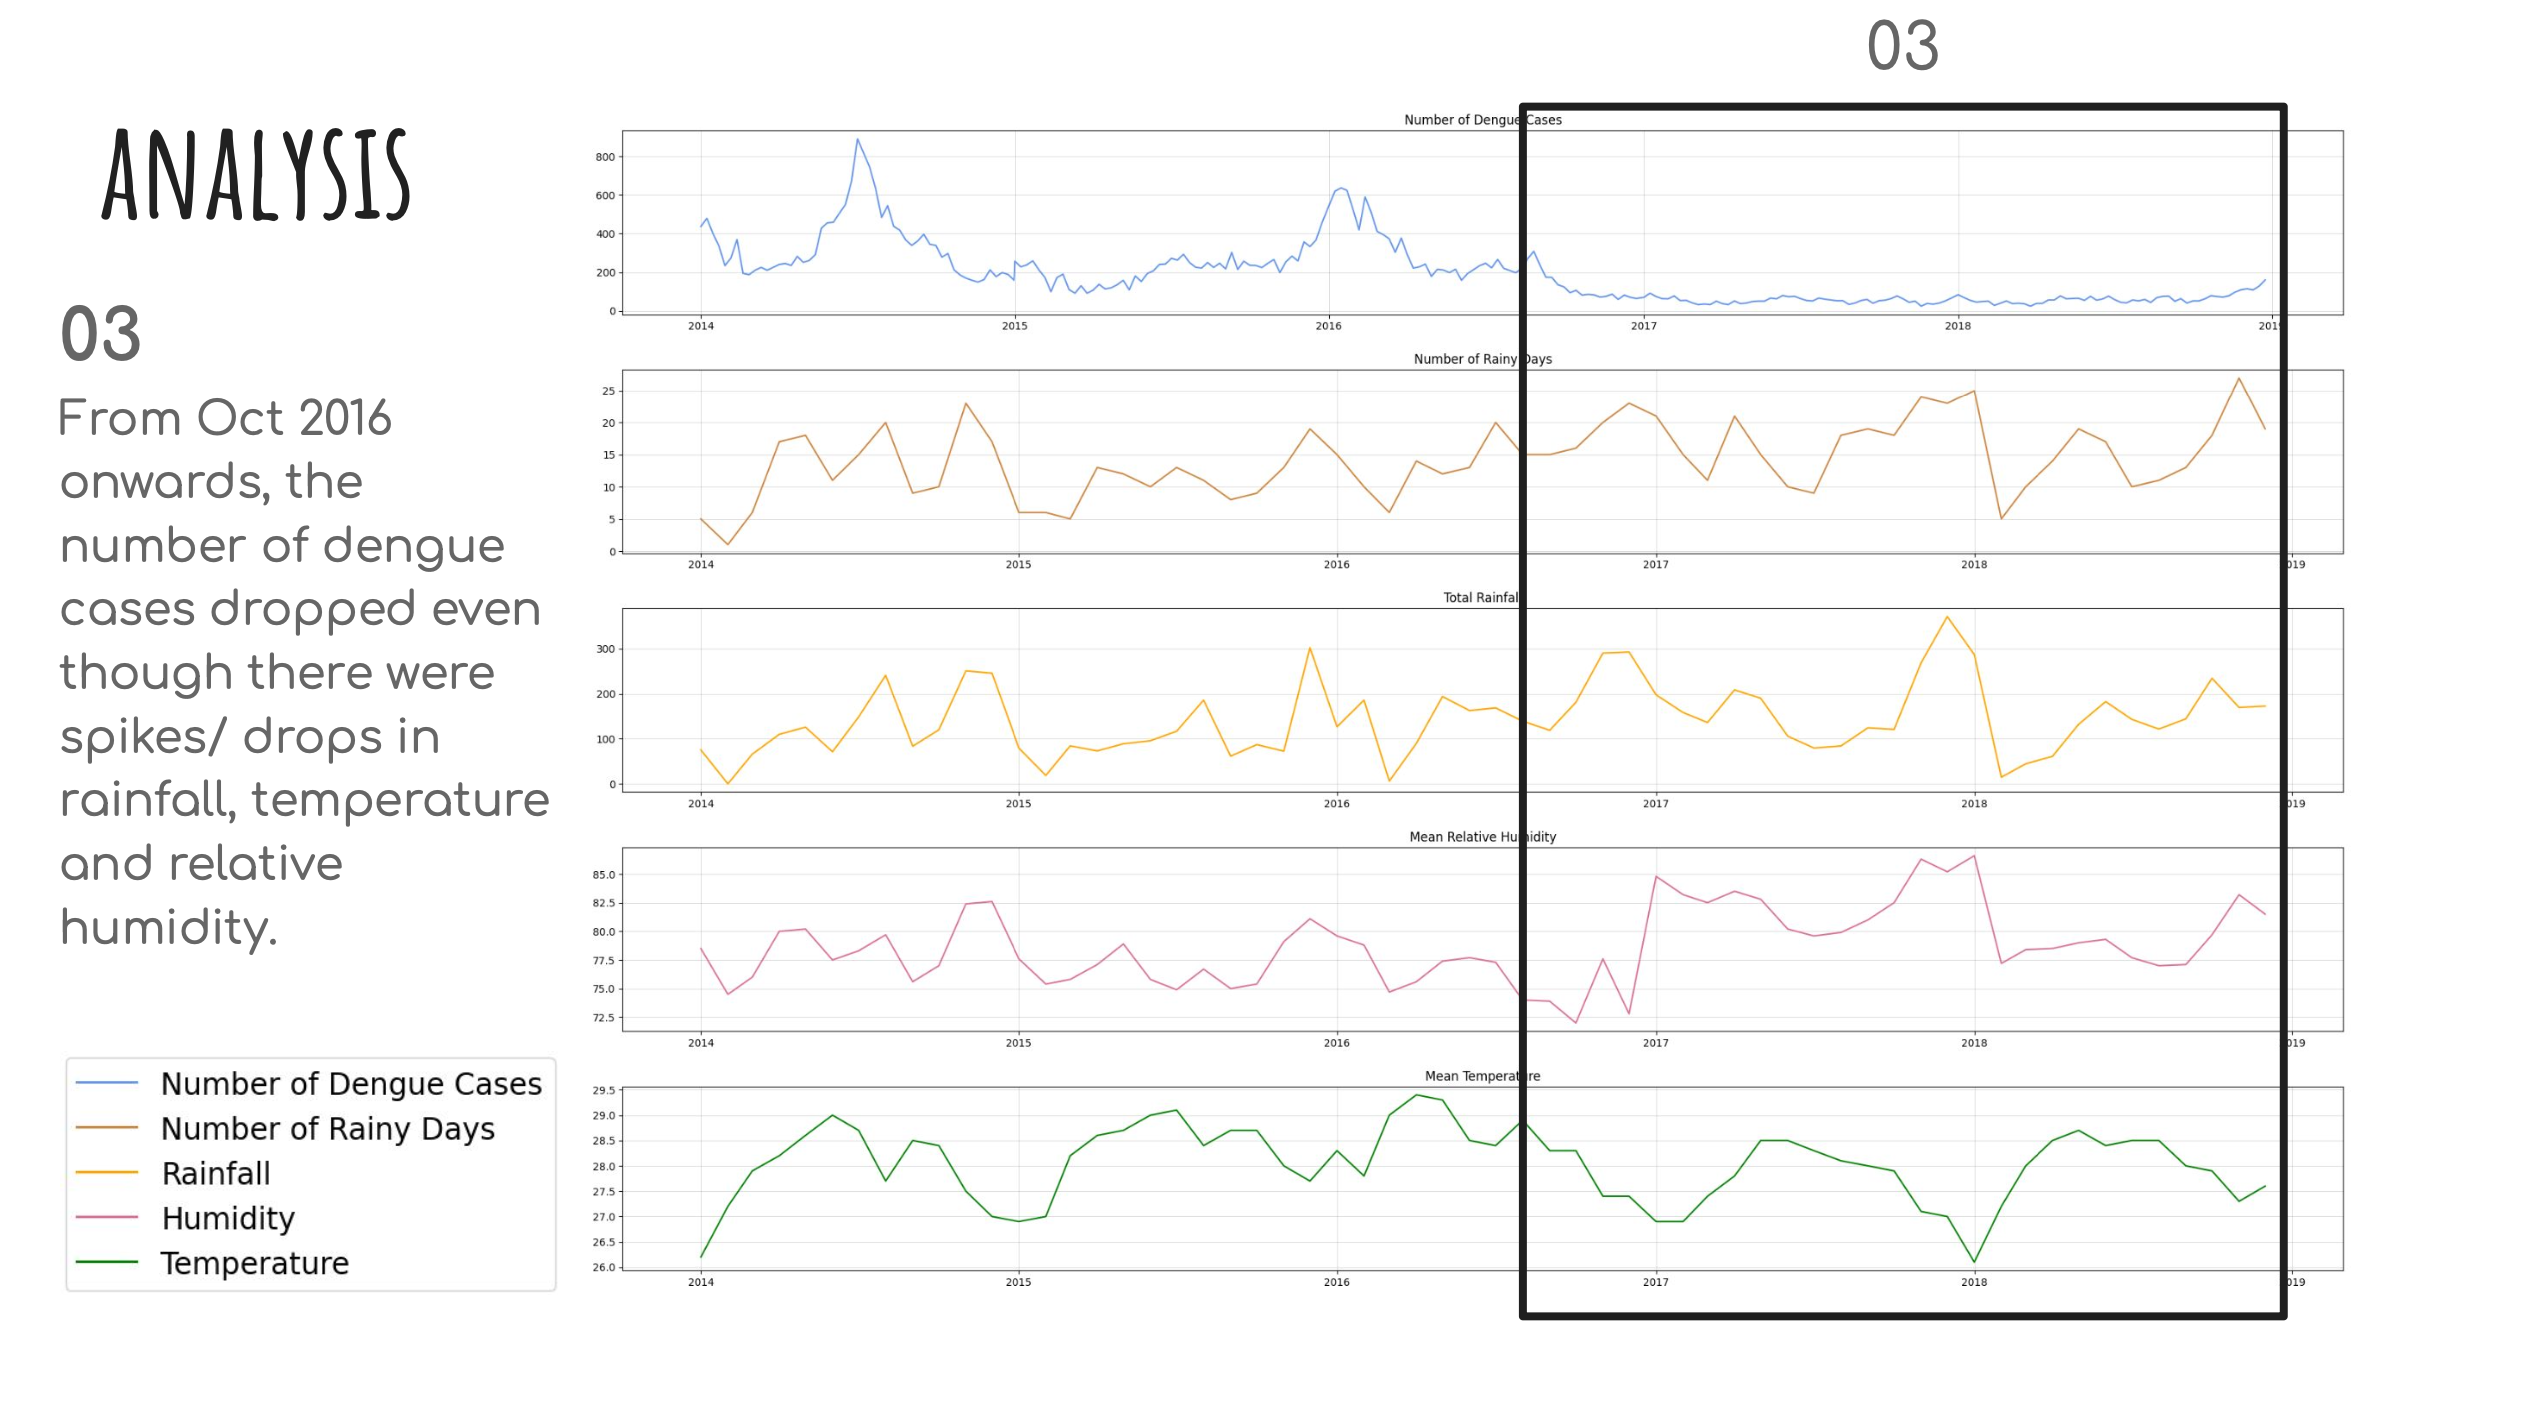 03
ANALYSIS
03
From Oct 2016
onwards, the
number of dengue
cases dropped even
though there were
spikes/ drops in
rainfall, temperature
and relative
humidity.
Number of Dengue Cases
Number of Rainy Days
Rainfall
Humidity
Temperature
Number of Dengue Cases
800
600
400
200
0
2014 2015 2016 2017 2018 2019
Number of Rainy Days
25
20
15
10
5
0
2014 2015 2016 2017 2018 019
Total Rainfal
300
200
100
0
2014 2015 2016 2017 2018 019
Mean Relative Humidity
85.0
82.5
80.0
77.5
75.0
72.5
2014 2015 2016 2017 2018 019
Mean Temperature
29.5
29.0
28.5
28.0
27.5
27.0
26.5
26.0
2014 2015 2016 2017 2018 019